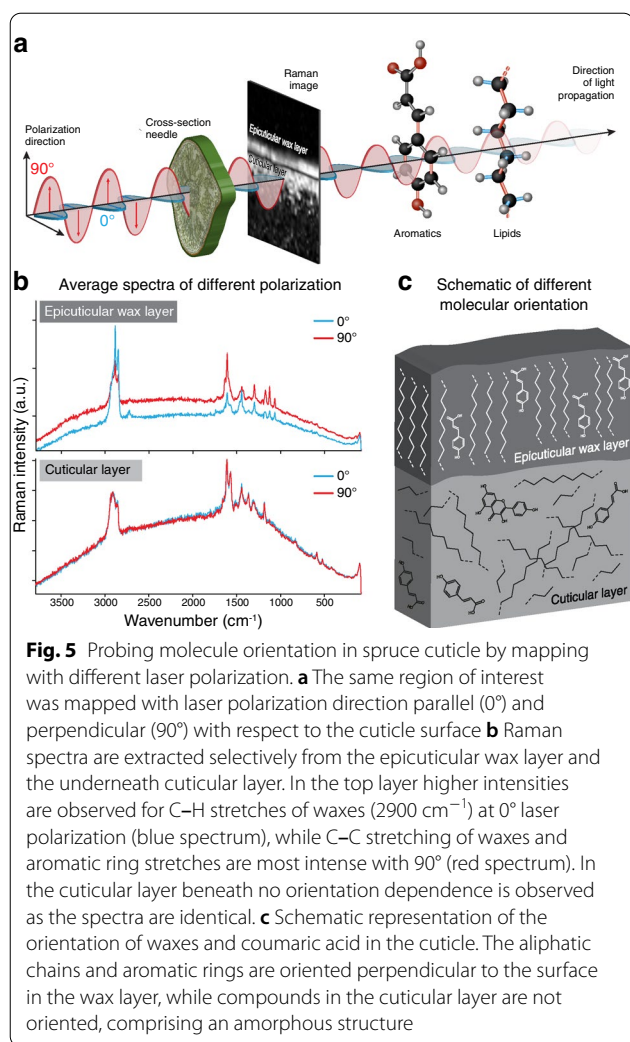 a
Raman
image
Direction
of light
propagation
Cross-section
needle
Polarization
direction
Epicuticular wax layer
Cuticular layer
90°
0°
Aromatics
Lipids
b
Average spectra of different polarization
Epicuticular wax layer
0°
90°
Cuticular layer
0°
90°
Raman intensity (a.u.)
3000
2000
1000
500
Wavenumber (cm⁻¹)
c
Schematic of different
molecular orientation
Epicuticular wax layer
Cuticular layer
Fig. 5 Probing molecule orientation in spruce cuticle by mapping
with different laser polarization. a The same region of interest
was mapped with laser polarization direction parallel (0°) and
perpendicular (90°) with respect to the cuticle surface b Raman
spectra are extracted selectively from the epicuticular wax layer and
the underneath cuticular layer. In the top layer higher intensities
are observed for C–H stretches of waxes (2900 cm⁻¹) at 0° laser
polarization (blue spectrum), while C–C stretching of waxes and
aromatic ring stretches are most intense with 90° (red spectrum). In
the cuticular layer beneath no orientation dependence is observed
as the spectra are identical. c Schematic representation of the
orientation of waxes and coumaric acid in the cuticle. The aliphatic
chains and aromatic rings are oriented perpendicular to the surface
in the wax layer, while compounds in the cuticular layer are not
oriented, comprising an amorphous structure